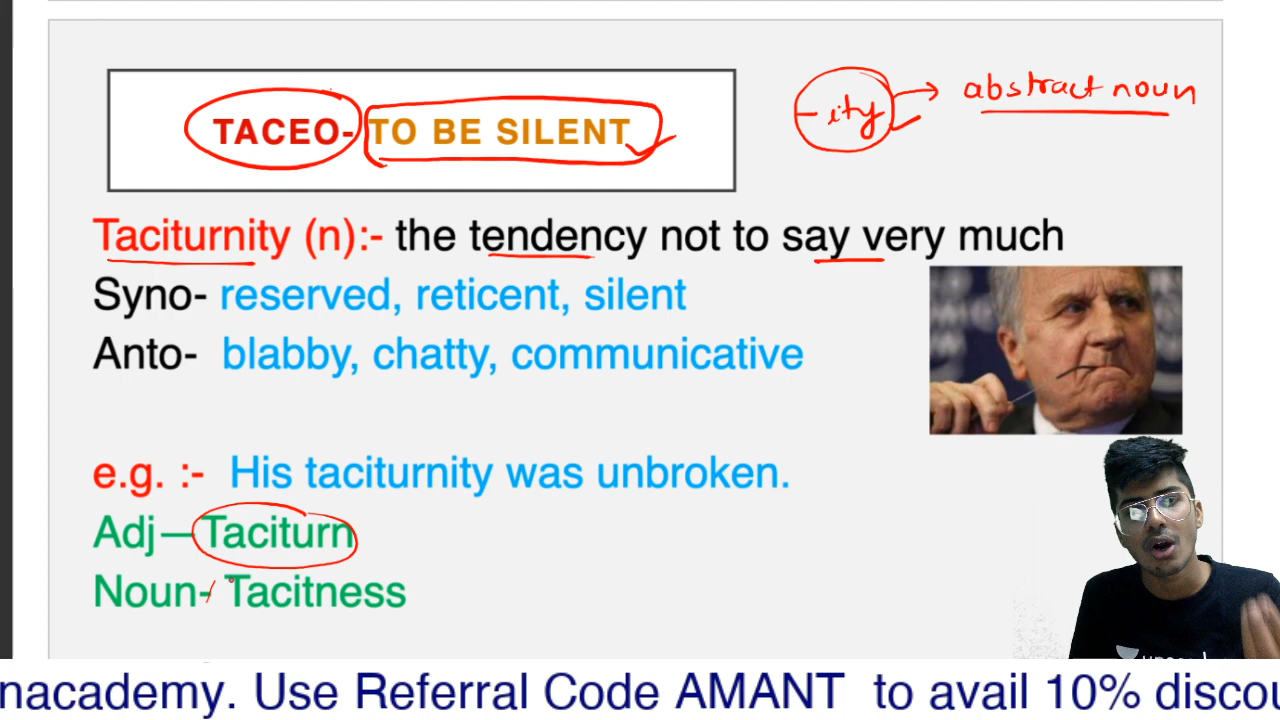 TACEO- TO BE SILENT
- ity → abstract noun
Taciturnity (n):- the tendency not to say very much
Syno- reserved, reticent, silent
Anto- blabby, chatty, communicative
e.g. :- His taciturnity was unbroken.
Adj—Taciturn
Noun- Tacitness
nacademy. Use Referral Code AMANT to avail 10% discou